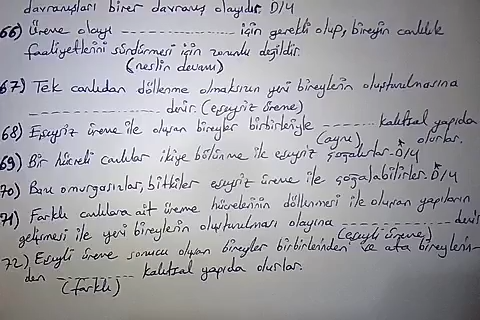 davranışları birer davranış olayıdır. D/Y
66) Üreme olayı ---------------- için gerekli olup, bireyin canlılık
faaliyetlerini sürdürmesi için zorunlu değildir.
(neslin devamı)
67) Tek canlıdan döllenme olmaksızın yeni bireylerin oluşturulmasına
---------------- denir. (eşeysiz üreme)
68) Eşeysiz üreme ile oluşan bireyler birbirleriyle -------- kalıtsal yapıda
(aynı) olurlar.
69) Bir hücreli canlılar ikiye bölünme ile eşeysiz çoğalırlar. D/Y
70) Bazı omurgasızlar, bitkiler eşeysiz üreme ile çoğalabilirler. D/Y
71) Farklı canlılara ait üreme hücrelerinin döllenmesi ile oluşan yapıların
gelişmesi ile yeni bireylerin oluşturulması olayına ---------------- denir
(eşeyli üreme)
72) Eşeyli üreme sonucu oluşan bireyler birbirlerinden ve ata bireylerin-
den ------------ kalıtsal yapıda olurlar.
(farklı)